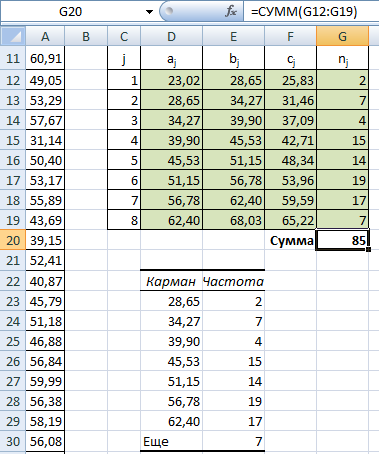 G20 fx =СУММ(G12:G19)
A B C D E F G
11 60,91 j aj bj cj nj
12 49,05 1 23,02 28,65 25,83 2
13 53,29 2 28,65 34,27 31,46 7
14 57,67 3 34,27 39,90 37,09 4
15 31,14 4 39,90 45,53 42,71 15
16 50,40 5 45,53 51,15 48,34 14
17 53,17 6 51,15 56,78 53,96 19
18 55,89 7 56,78 62,40 59,59 17
19 43,69 8 62,40 68,03 65,22 7
20 39,15 Сумма 85
21 52,41
22 40,87 Карман Частота
23 45,79 28,65 2
24 51,18 34,27 7
25 46,88 39,90 4
26 56,84 45,53 15
27 59,99 51,15 14
28 56,38 56,78 19
29 58,19 62,40 17
30 56,08 Еще 7